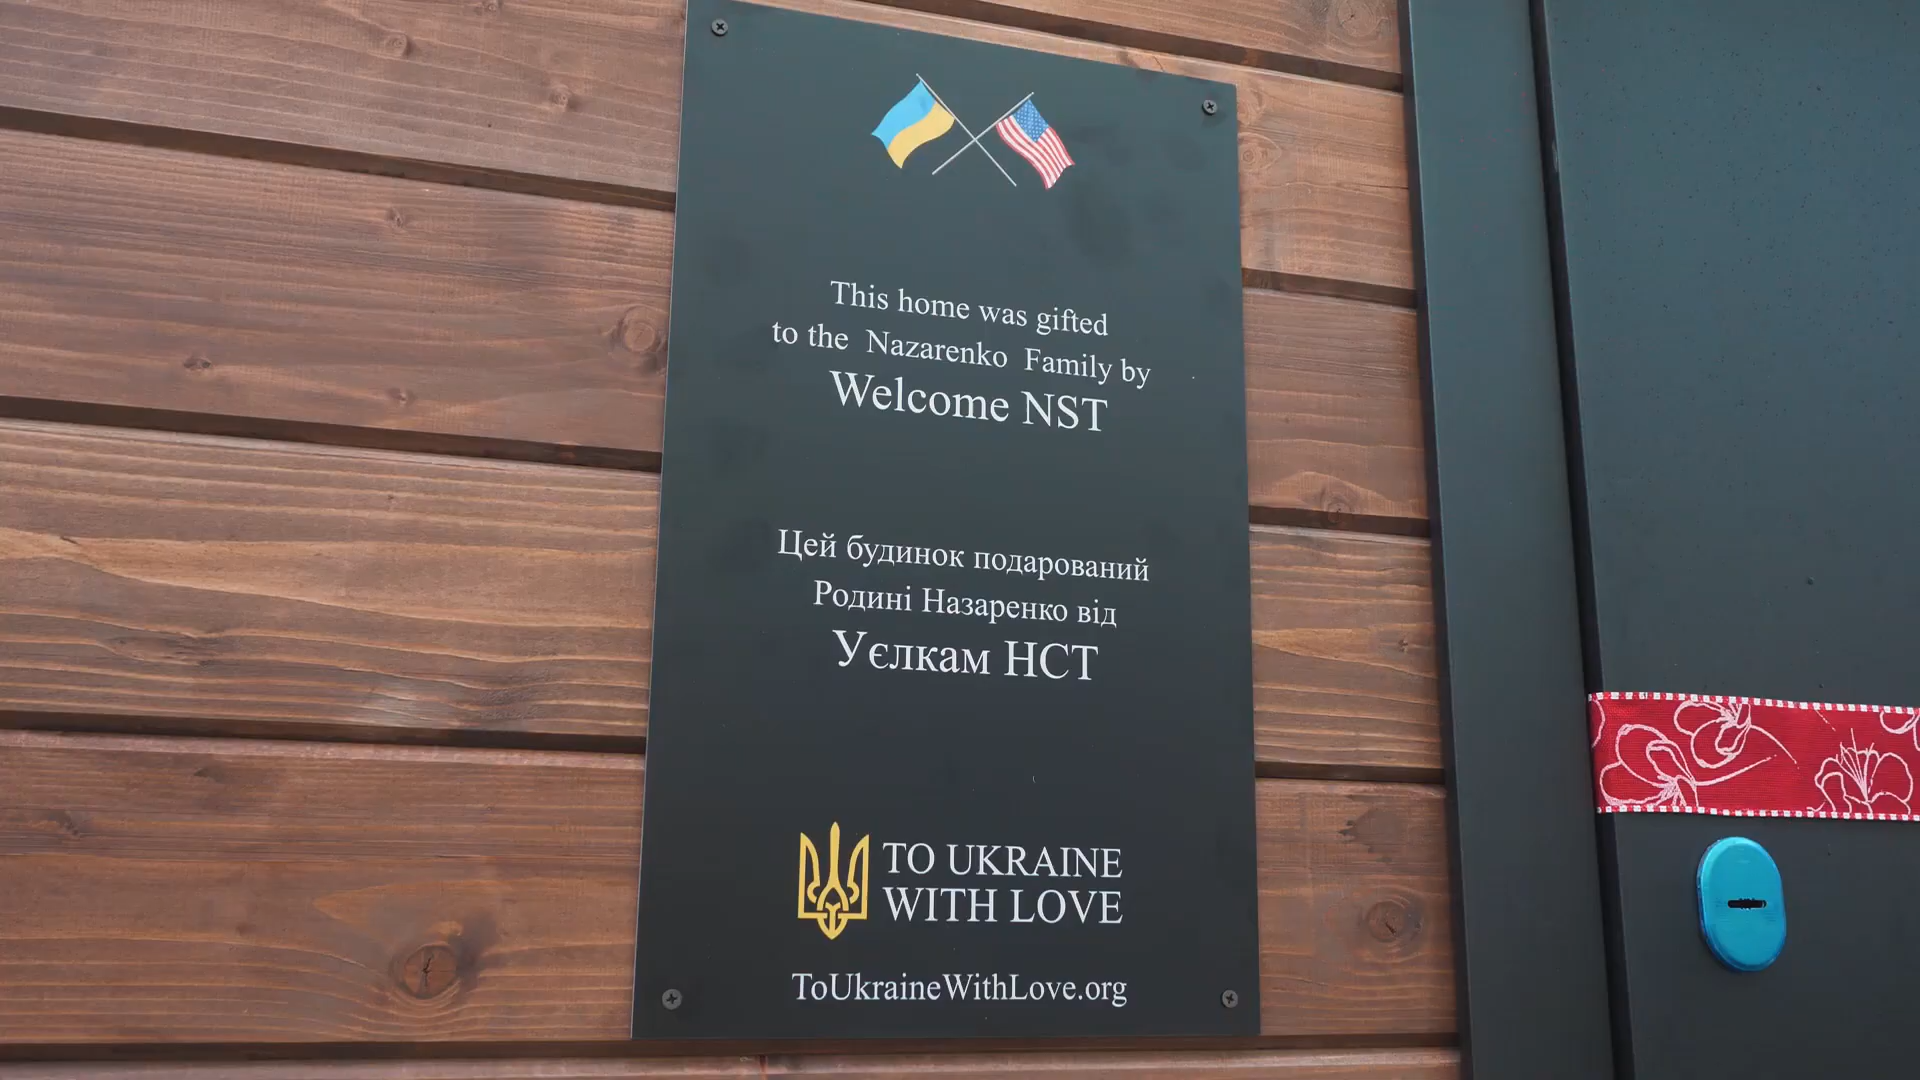 This home was gifted
to the Nazarenko Family by
Welcome NST
Цей будинок подарований
Родині Назаренко від
Уєлкам НСТ
TO UKRAINE
WITH LOVE
ToUkraineWithLove.org